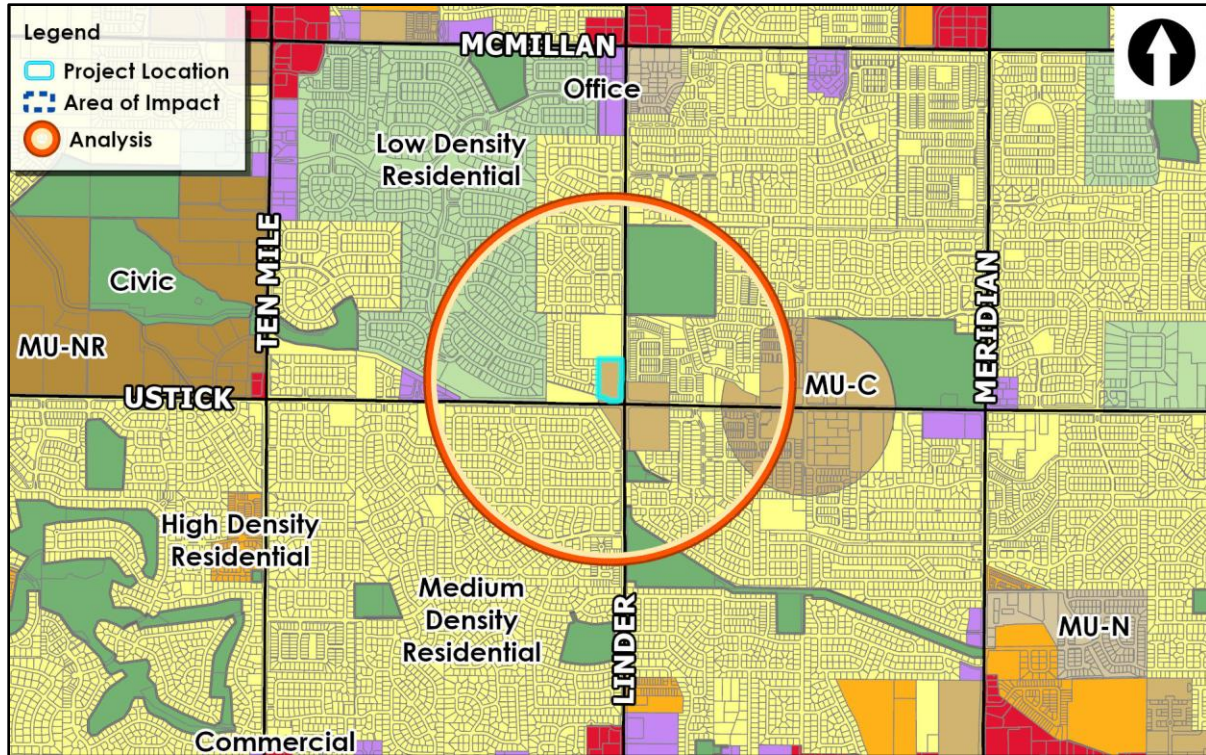 Legend
Project Location
Area of Impact
Analysis
MCMILLAN
Office
Low Density
Residential
TEN MILE
Civic
MU-NR
USTICK
MU-C
MERIDIAN
High Density
Residential
Medium
Density
Residential
LINDER
MU-N
Commercial